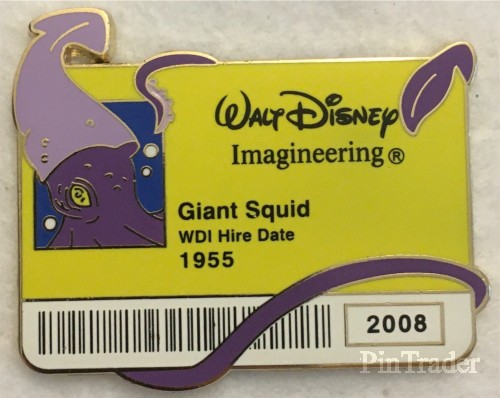 Walt Disney
Imagineering®
Giant Squid
WDI Hire Date
1955
2008
PinTrader